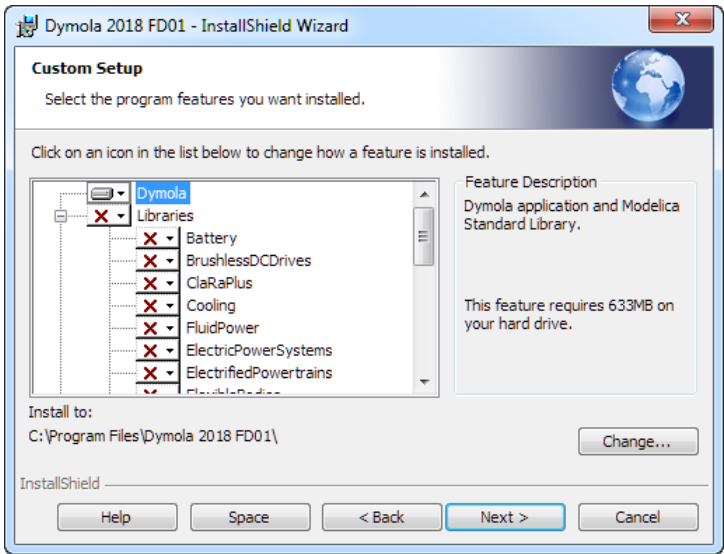 Dymola 2018 FD01 - InstallShield Wizard
Custom Setup
Select the program features you want installed.
Click on an icon in the list below to change how a feature is installed.
Dymola
Libraries
Battery
BrushlessDCDrives
ClaRaPlus
Cooling
FluidPower
ElectricPowerSystems
ElectrifiedPowertrains
Feature Description
Dymola application and Modelica
Standard Library.
This feature requires 633MB on
your hard drive.
Install to:
C:\Program Files\Dymola 2018 FD01\
Change...
InstallShield
Help
Space
< Back
Next >
Cancel